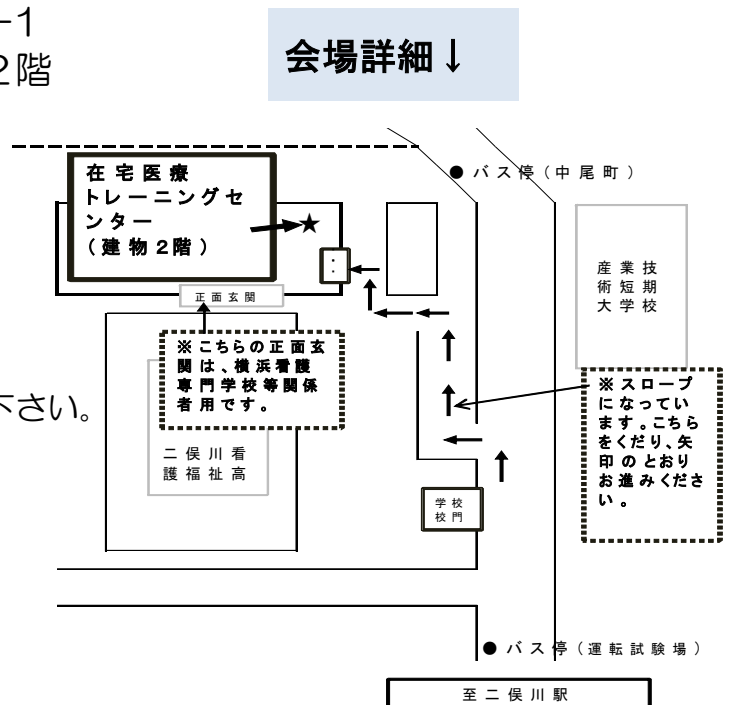 -1
2階
会場詳細↓
在宅医療
トレーニングセ
ンター
(建物2階)
★
● バス停(中尾町)
産業技
術短期
大学校
正面玄関
※こちらの正面玄
関は、横浜看護
専門学校等関係
者用です。
※スロープ
になってい
ます。こちら
をくだり、矢
印のとおり
お進みくださ
い。
下さい。
二俣川看
護福祉高
学校
校門
● バス停(運転試験場)
至二俣川駅